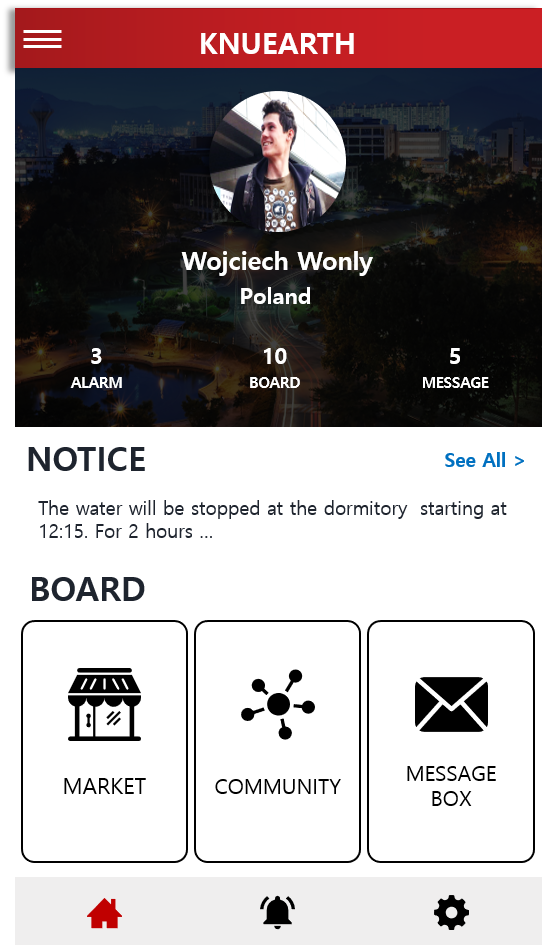 KNUEARTH
Wojciech Wonly
Poland
3 10 5
ALARM BOARD MESSAGE
NOTICE See All >
The water will be stopped at the dormitory starting at
12:15. For 2 hours ...
BOARD
MARKET COMMUNITY MESSAGE
BOX